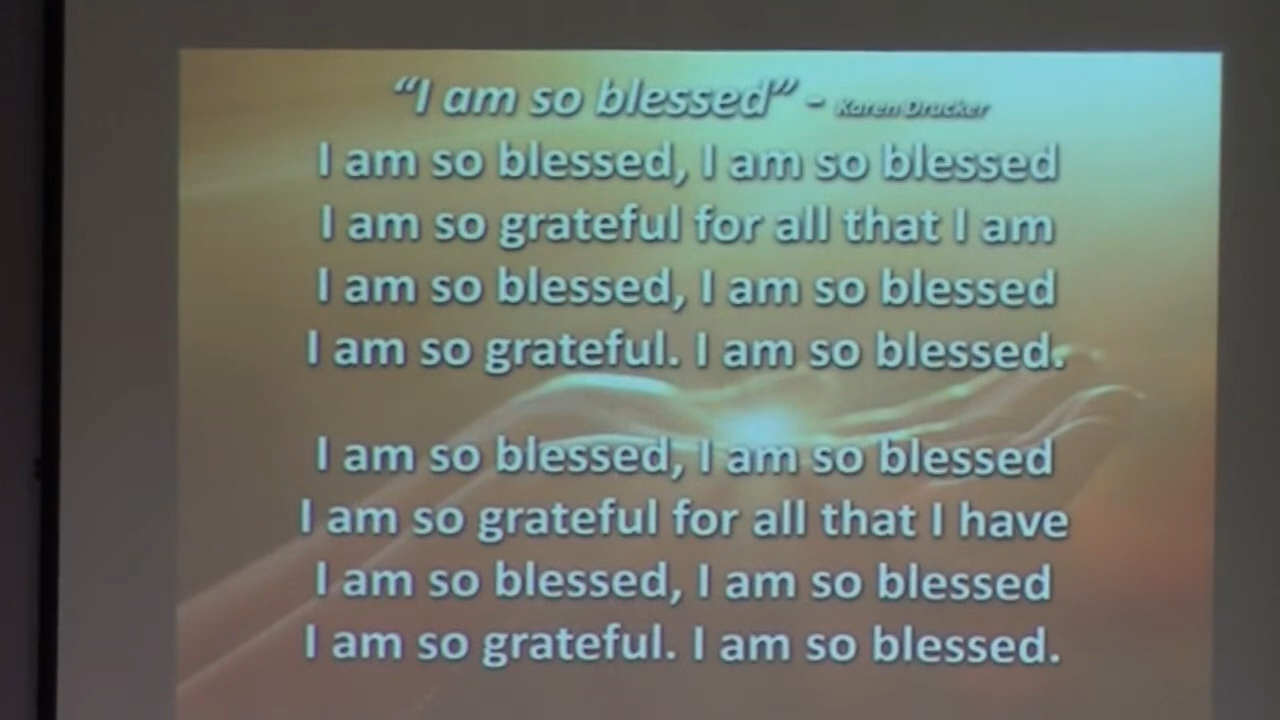 “I am so blessed” - Karen Drucker
I am so blessed, I am so blessed
I am so grateful for all that I am
I am so blessed, I am so blessed
I am so grateful. I am so blessed.
I am so blessed, I am so blessed
I am so grateful for all that I have
I am so blessed, I am so blessed
I am so grateful. I am so blessed.